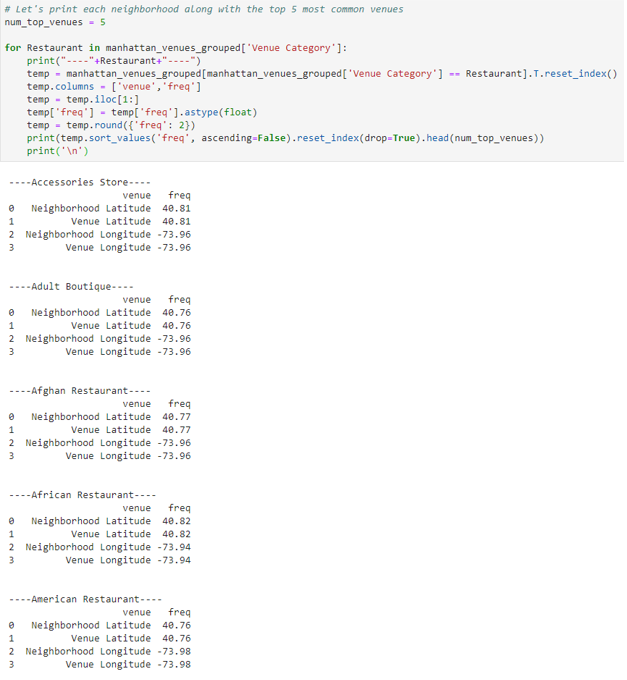 # Let's print each neighborhood along with the top 5 most common venues
num_top_venues = 5
for Restaurant in manhattan_venues_grouped['Venue Category']:
    print("----"+Restaurant+"----")
    temp = manhattan_venues_grouped[manhattan_venues_grouped['Venue Category'] == Restaurant].T.reset_index()
    temp.columns = ['venue','freq']
    temp = temp.iloc[1:]
    temp['freq'] = temp['freq'].astype(float)
    temp = temp.round({'freq': 2})
    print(temp.sort_values('freq', ascending=False).reset_index(drop=True).head(num_top_venues))
    print('\n')
----Accessories Store----
venue freq
0 Neighborhood Latitude 40.81
1 Venue Latitude 40.81
2 Neighborhood Longitude -73.96
3 Venue Longitude -73.96
----Adult Boutique----
venue freq
0 Neighborhood Latitude 40.76
1 Venue Latitude 40.76
2 Neighborhood Longitude -73.96
3 Venue Longitude -73.96
----Afghan Restaurant----
venue freq
0 Neighborhood Latitude 40.77
1 Venue Latitude 40.77
2 Neighborhood Longitude -73.96
3 Venue Longitude -73.96
----African Restaurant----
venue freq
0 Neighborhood Latitude 40.82
1 Venue Latitude 40.82
2 Neighborhood Longitude -73.94
3 Venue Longitude -73.94
----American Restaurant----
venue freq
0 Neighborhood Latitude 40.76
1 Venue Latitude 40.76
2 Neighborhood Longitude -73.98
3 Venue Longitude -73.98